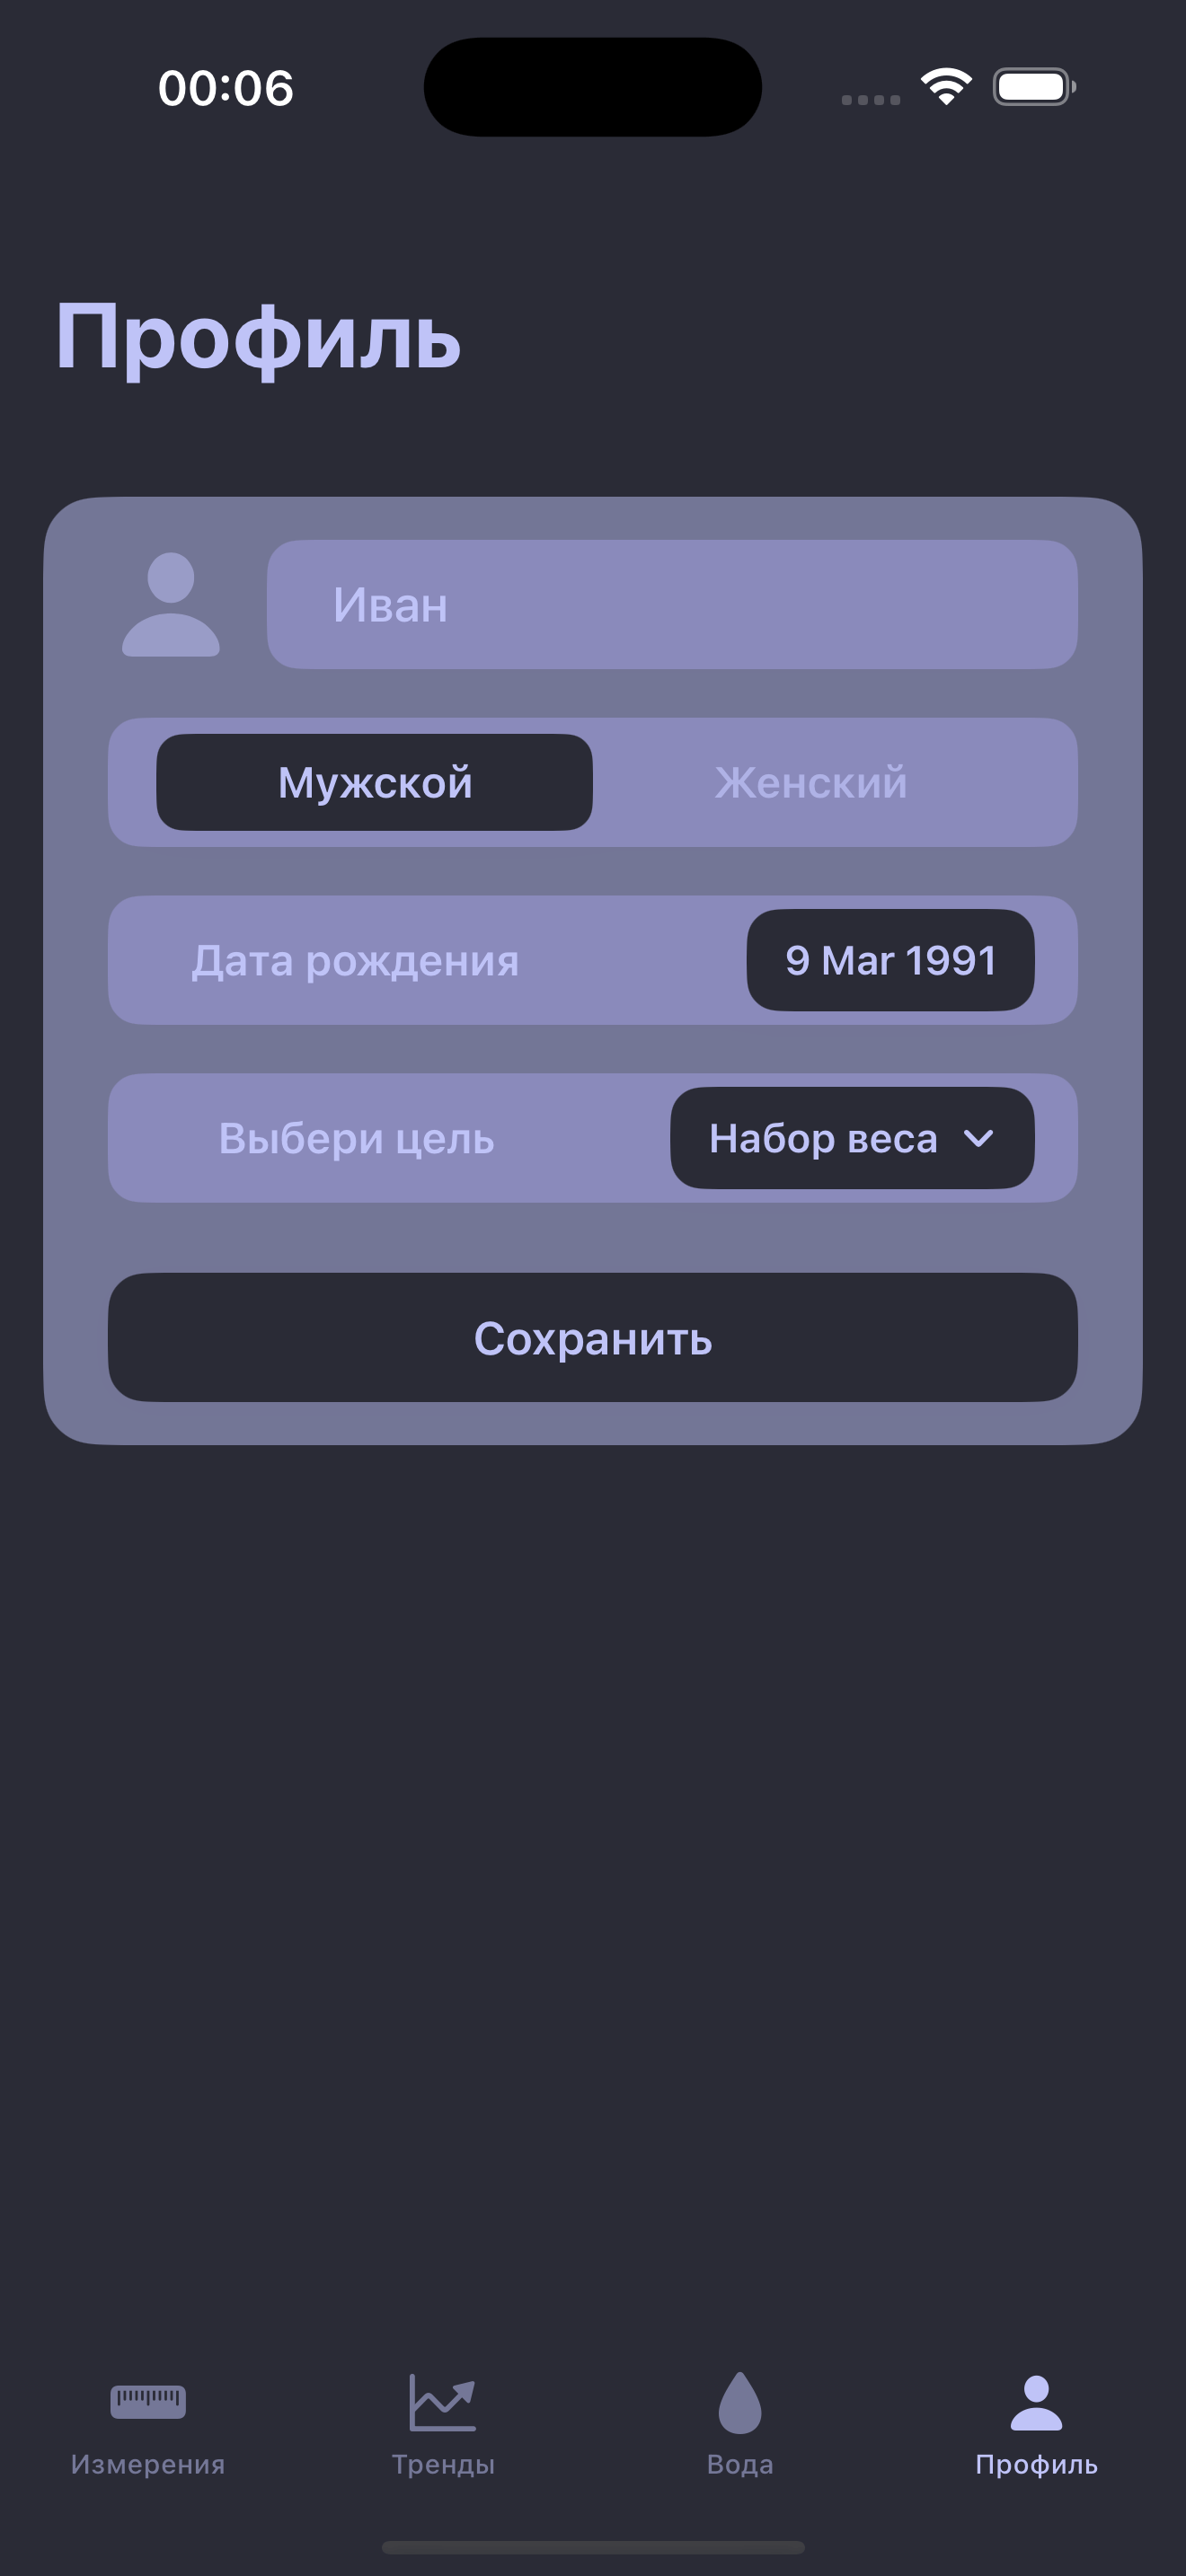 00:06
Профиль
Иван
Мужской Женский
Дата рождения 9 Mar 1991
Выбери цель Набор веса
Сохранить
Измерения Тренды Вода Профиль